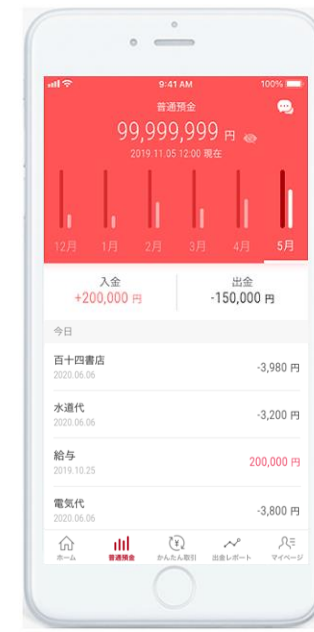 9:41 AM
100%
普通預金
99,999,999 円
2019.11.05 12:00 現在
12月 1月 2月 3月 4月 5月
入金 出金
+200,000 円 -150,000 円
今日
百十四書店
2020.06.06
-3,980 円
水道代
2020.06.06
-3,200 円
給与
2019.10.25
200,000 円
電気代
2020.06.06
-3,800 円
ホーム 普通預金 かんたん取引 出金レポート マイページ